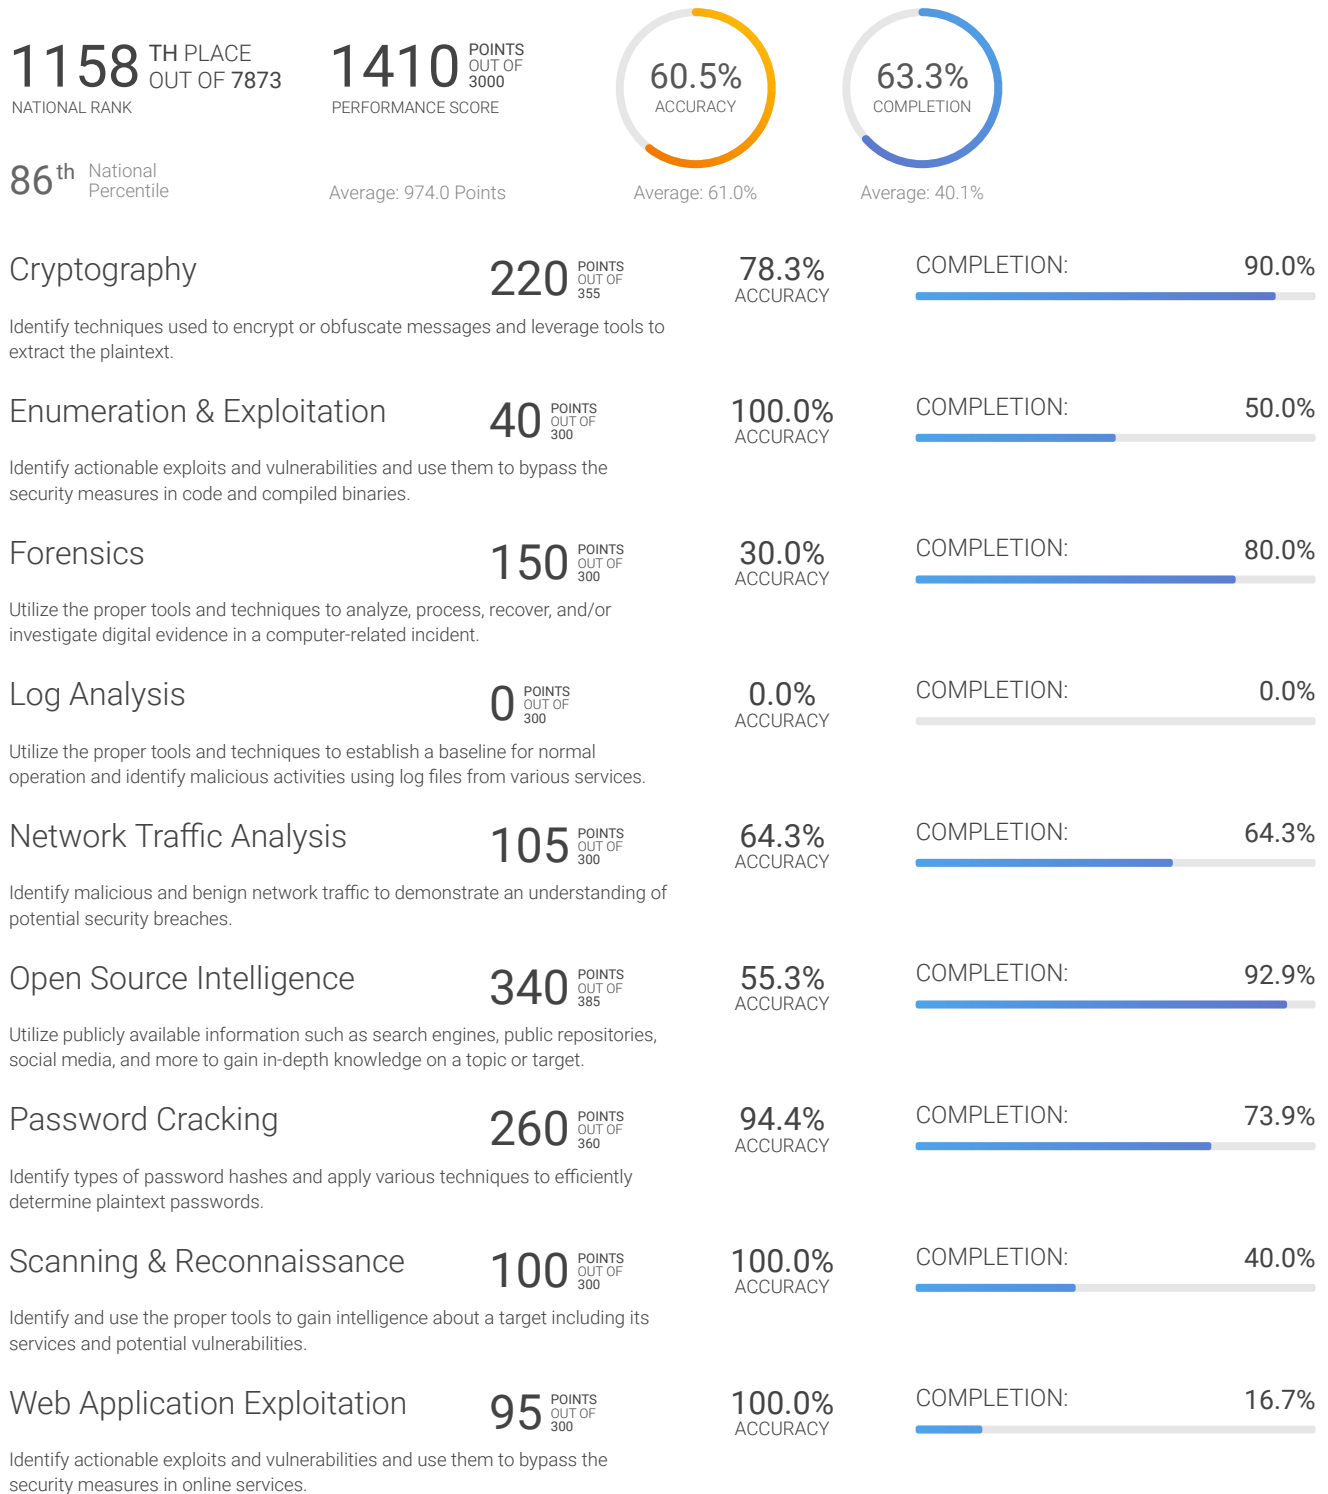 1158 TH PLACE
OUT OF 7873
NATIONAL RANK
1410 POINTS
OUT OF
3000
PERFORMANCE SCORE
60.5%
ACCURACY
63.3%
COMPLETION
86th National
Percentile
Average: 974.0 Points
Average: 61.0%
Average: 40.1%
Cryptography
220 POINTS
OUT OF
355
78.3%
ACCURACY
COMPLETION: 90.0%
Identify techniques used to encrypt or obfuscate messages and leverage tools to
extract the plaintext.
Enumeration & Exploitation
40 POINTS
OUT OF
300
100.0%
ACCURACY
COMPLETION: 50.0%
Identify actionable exploits and vulnerabilities and use them to bypass the
security measures in code and compiled binaries.
Forensics
150 POINTS
OUT OF
300
30.0%
ACCURACY
COMPLETION: 80.0%
Utilize the proper tools and techniques to analyze, process, recover, and/or
investigate digital evidence in a computer-related incident.
Log Analysis
0 POINTS
OUT OF
300
0.0%
ACCURACY
COMPLETION: 0.0%
Utilize the proper tools and techniques to establish a baseline for normal
operation and identify malicious activities using log files from various services.
Network Traffic Analysis
105 POINTS
OUT OF
300
64.3%
ACCURACY
COMPLETION: 64.3%
Identify malicious and benign network traffic to demonstrate an understanding of
potential security breaches.
Open Source Intelligence
340 POINTS
OUT OF
385
55.3%
ACCURACY
COMPLETION: 92.9%
Utilize publicly available information such as search engines, public repositories,
social media, and more to gain in-depth knowledge on a topic or target.
Password Cracking
260 POINTS
OUT OF
360
94.4%
ACCURACY
COMPLETION: 73.9%
Identify types of password hashes and apply various techniques to efficiently
determine plaintext passwords.
Scanning & Reconnaissance
100 POINTS
OUT OF
300
100.0%
ACCURACY
COMPLETION: 40.0%
Identify and use the proper tools to gain intelligence about a target including its
services and potential vulnerabilities.
Web Application Exploitation
95 POINTS
OUT OF
300
100.0%
ACCURACY
COMPLETION: 16.7%
Identify actionable exploits and vulnerabilities and use them to bypass the
security measures in online services.